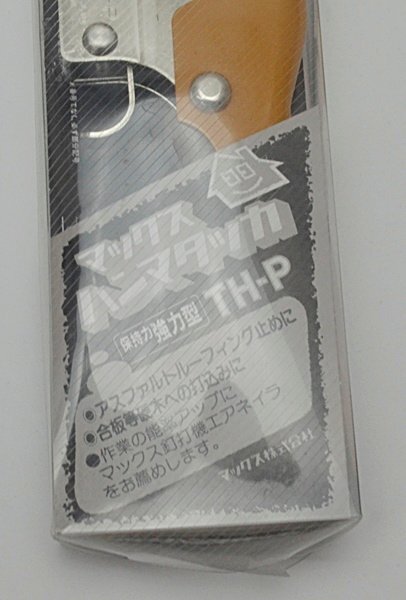 マックス
ハンマタッカ
保持力強力型 TH-P
●アスファルトルーフィング止めに
●合板等硬木への打込みに
●作業の能率アップに
マックス釘打機エアネイラ
をお薦めします。
マックス株式会社